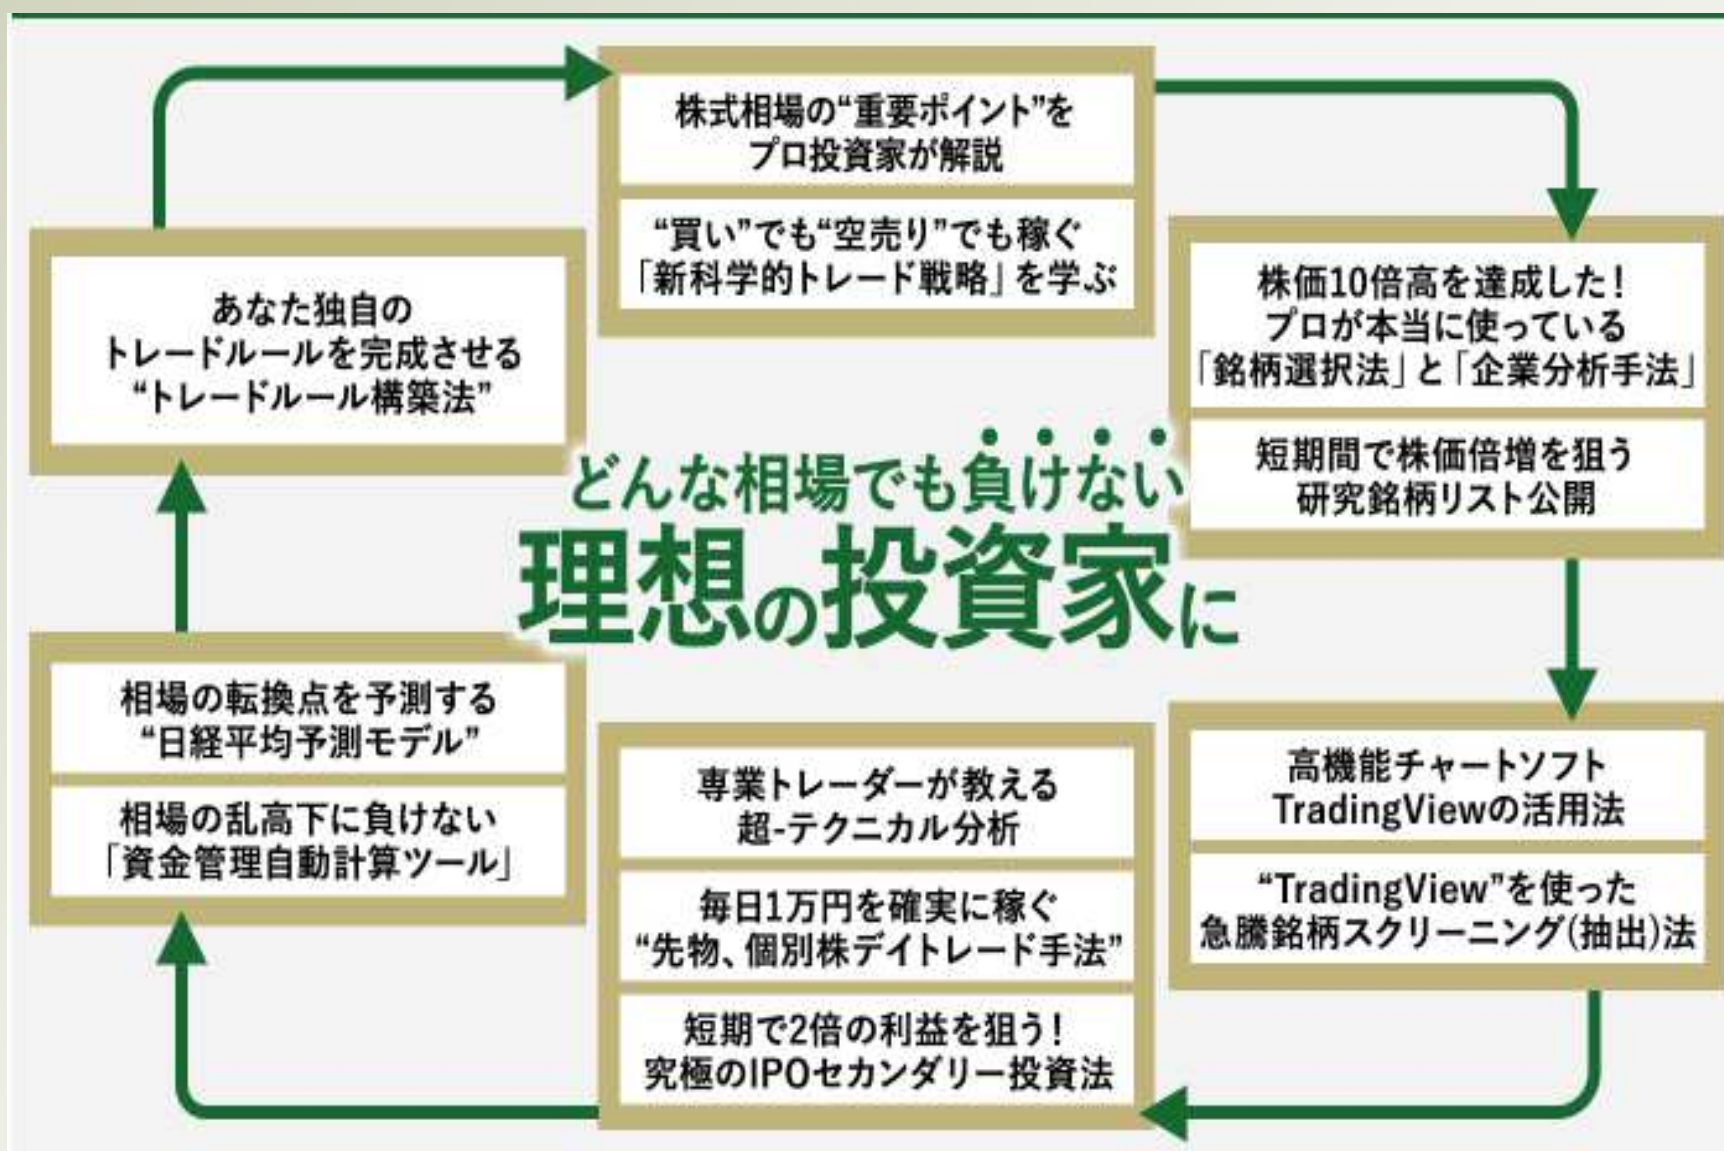 株式相場の“重要ポイント”を
プロ投資家が解説
“買い”でも“空売り”でも稼ぐ
「新科学的トレード戦略」を学ぶ
株価10倍高を達成した！
プロが本当に使っている
「銘柄選択法」と「企業分析手法」
短期間で株価倍増を狙う
研究銘柄リスト公開
高機能チャートソフト
TradingViewの活用法
“TradingView”を使った
急騰銘柄スクリーニング(抽出)法
専業トレーダーが教える
超-テクニカル分析
毎日1万円を確実に稼ぐ
“先物、個別株デイトレード手法”
短期で2倍の利益を狙う！
究極のIPOセカンダリー投資法
相場の転換点を予測する
“日経平均予測モデル”
相場の乱高下に負けない
「資金管理自動計算ツール」
あなた独自の
トレードルールを完成させる
“トレードルール構築法”
どんな相場でも負けない
理想の投資家に